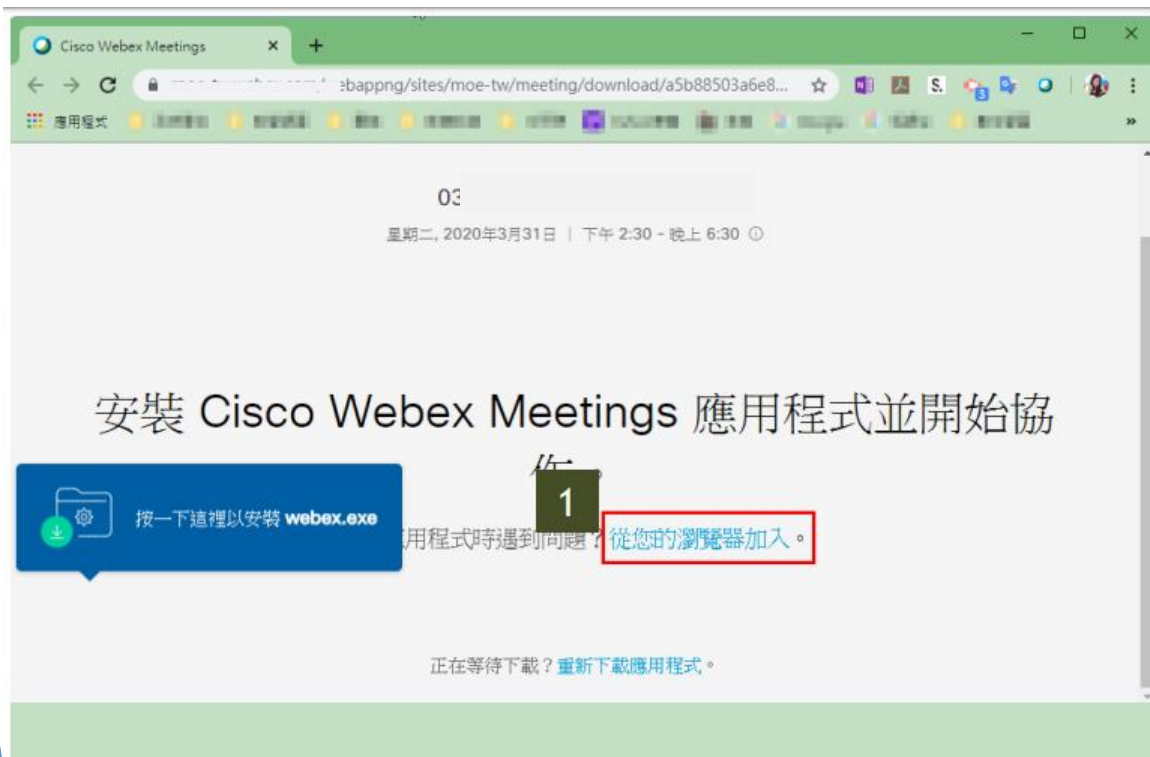 Cisco Webex Meetings
ebappng/sites/moe-tw/meeting/download/a5b88503a6e8...
S.
3
應用程式
»
03
星期二, 2020年3月31日 | 下午 2:30 - 晚上 6:30
安裝 Cisco Webex Meetings 應用程式並開始協
作。
1
按一下這裡以安裝 webex.exe
用程式時遇到問題？從您的瀏覽器加入。
正在等待下載？重新下載應用程式。